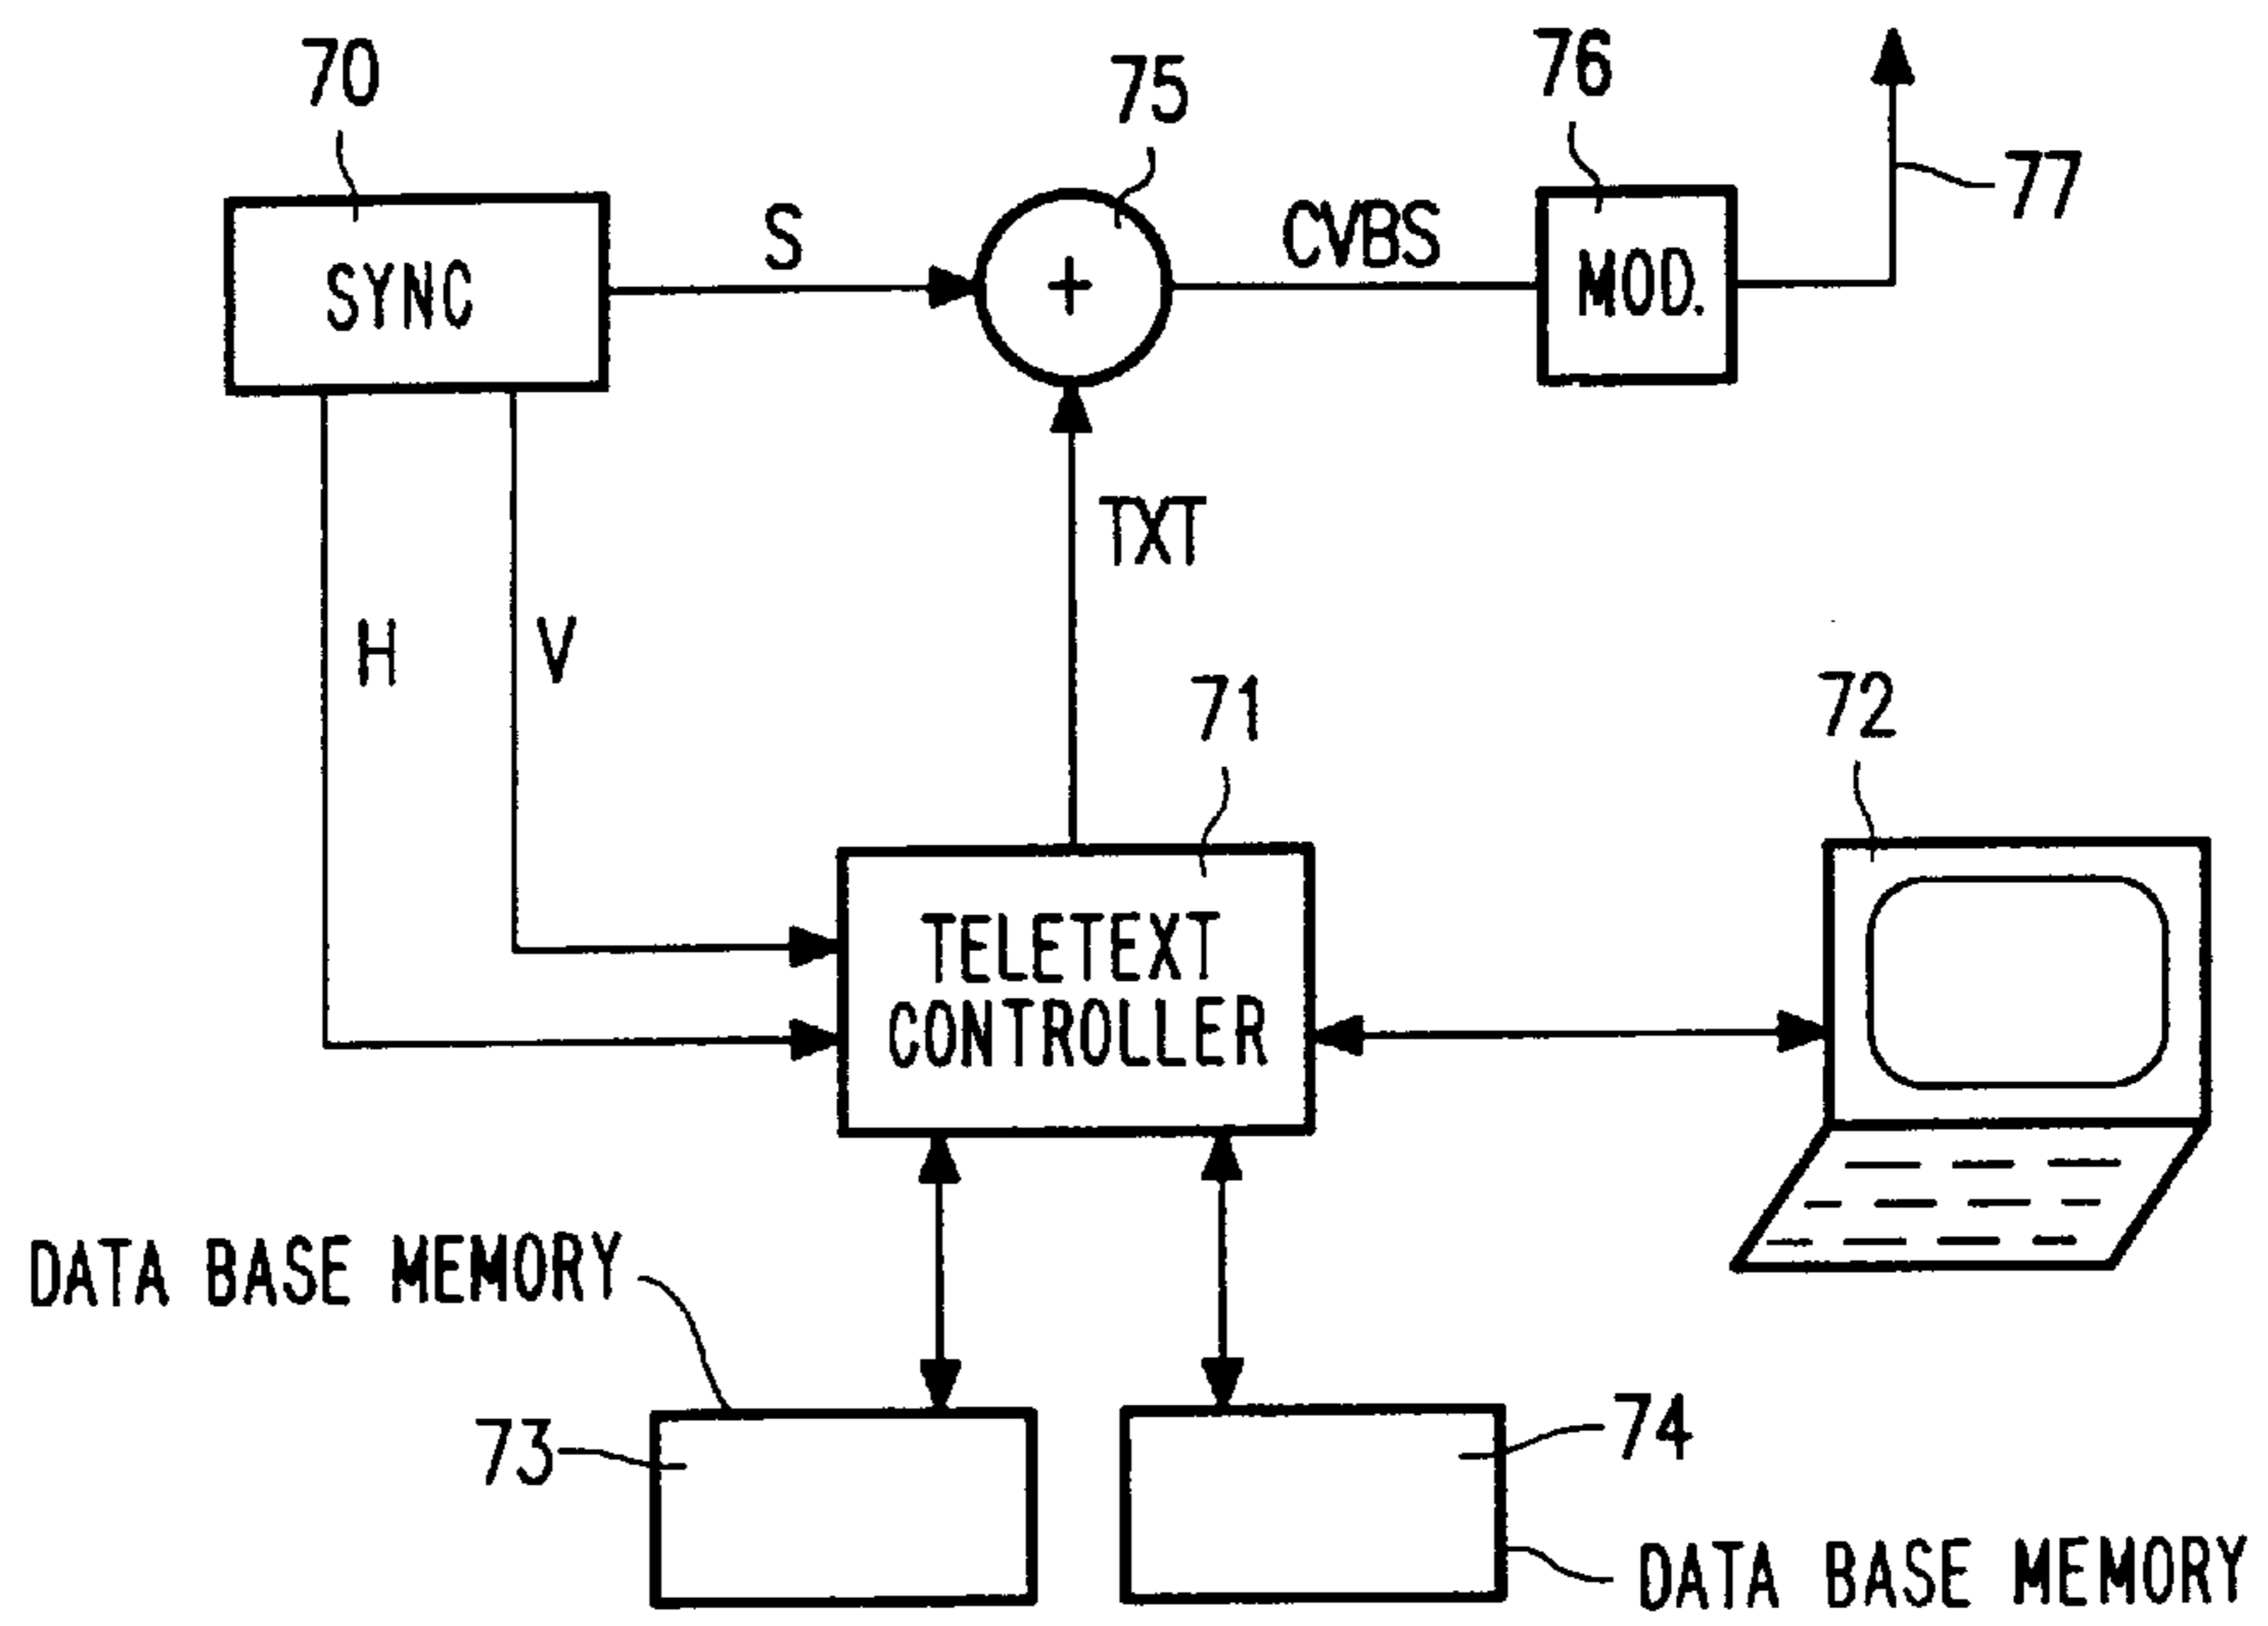 70
75
76
77
SYNC
S
+
CVBS
MOD.
TXT
H
V
71
72
TELETEXT
CONTROLLER
DATA BASE MEMORY
73
74
DATA BASE MEMORY